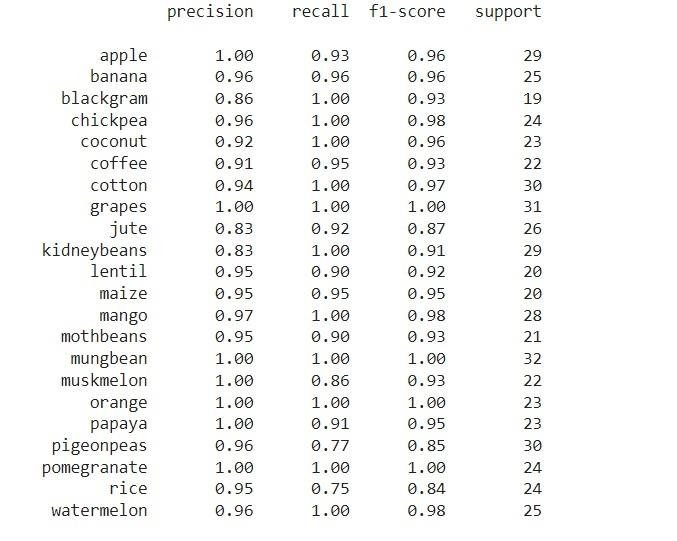 precision recall f1-score support
apple 1.00 0.93 0.96 29
banana 0.96 0.96 0.96 25
blackgram 0.86 1.00 0.93 19
chickpea 0.96 1.00 0.98 24
coconut 0.92 1.00 0.96 23
coffee 0.91 0.95 0.93 22
cotton 0.94 1.00 0.97 30
grapes 1.00 1.00 1.00 31
jute 0.83 0.92 0.87 26
kidneybeans 0.83 1.00 0.91 29
lentil 0.95 0.90 0.92 20
maize 0.95 0.95 0.95 20
mango 0.97 1.00 0.98 28
mothbeans 0.95 0.90 0.93 21
mungbean 1.00 1.00 1.00 32
muskmelon 1.00 0.86 0.93 22
orange 1.00 1.00 1.00 23
papaya 1.00 0.91 0.95 23
pigeonpeas 0.96 0.77 0.85 30
pomegranate 1.00 1.00 1.00 24
rice 0.95 0.75 0.84 24
watermelon 0.96 1.00 0.98 25